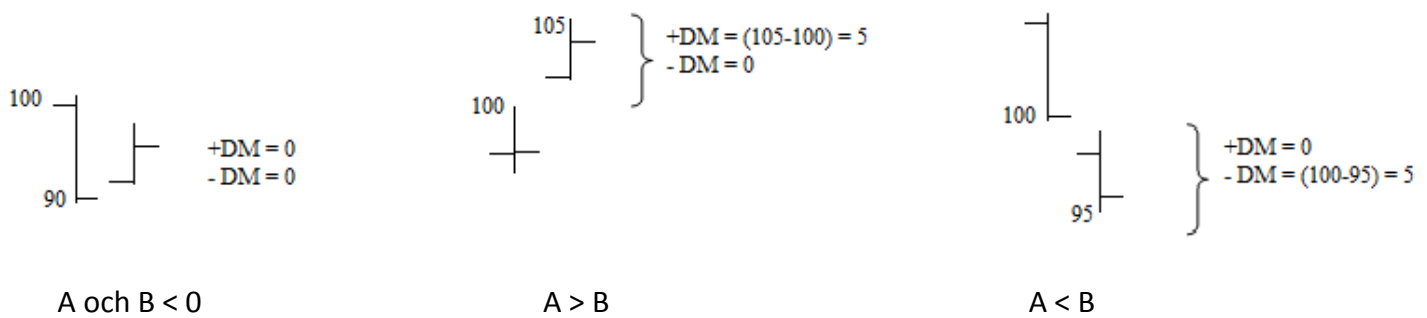 100
90
+DM = 0
- DM = 0
A och B < 0
105
100
+DM = (105-100) = 5
- DM = 0
A > B
100
95
+DM = 0
- DM = (100-95) = 5
A < B